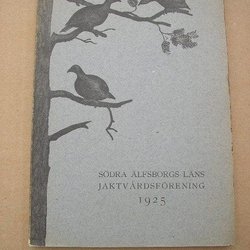 SÖDRA ÄLFSBORGS LÄNS
JAKTVÅRDSFÖRENING
1925